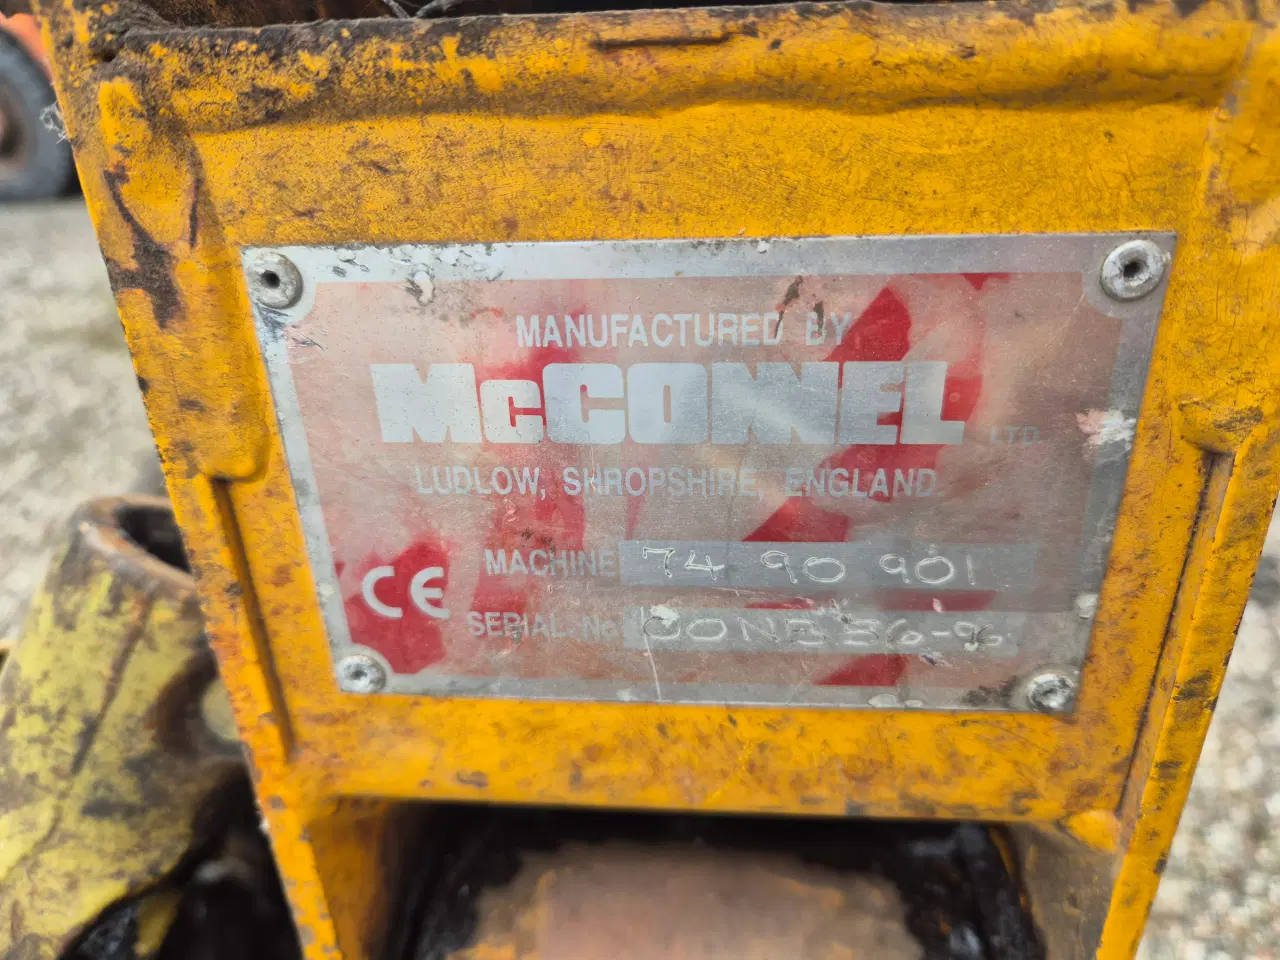 MANUFACTURED BY
McCONNEL LTD.
LUDLOW, SHROPSHIRE, ENGLAND
MACHINE 74 90 901
CE
SERIAL No